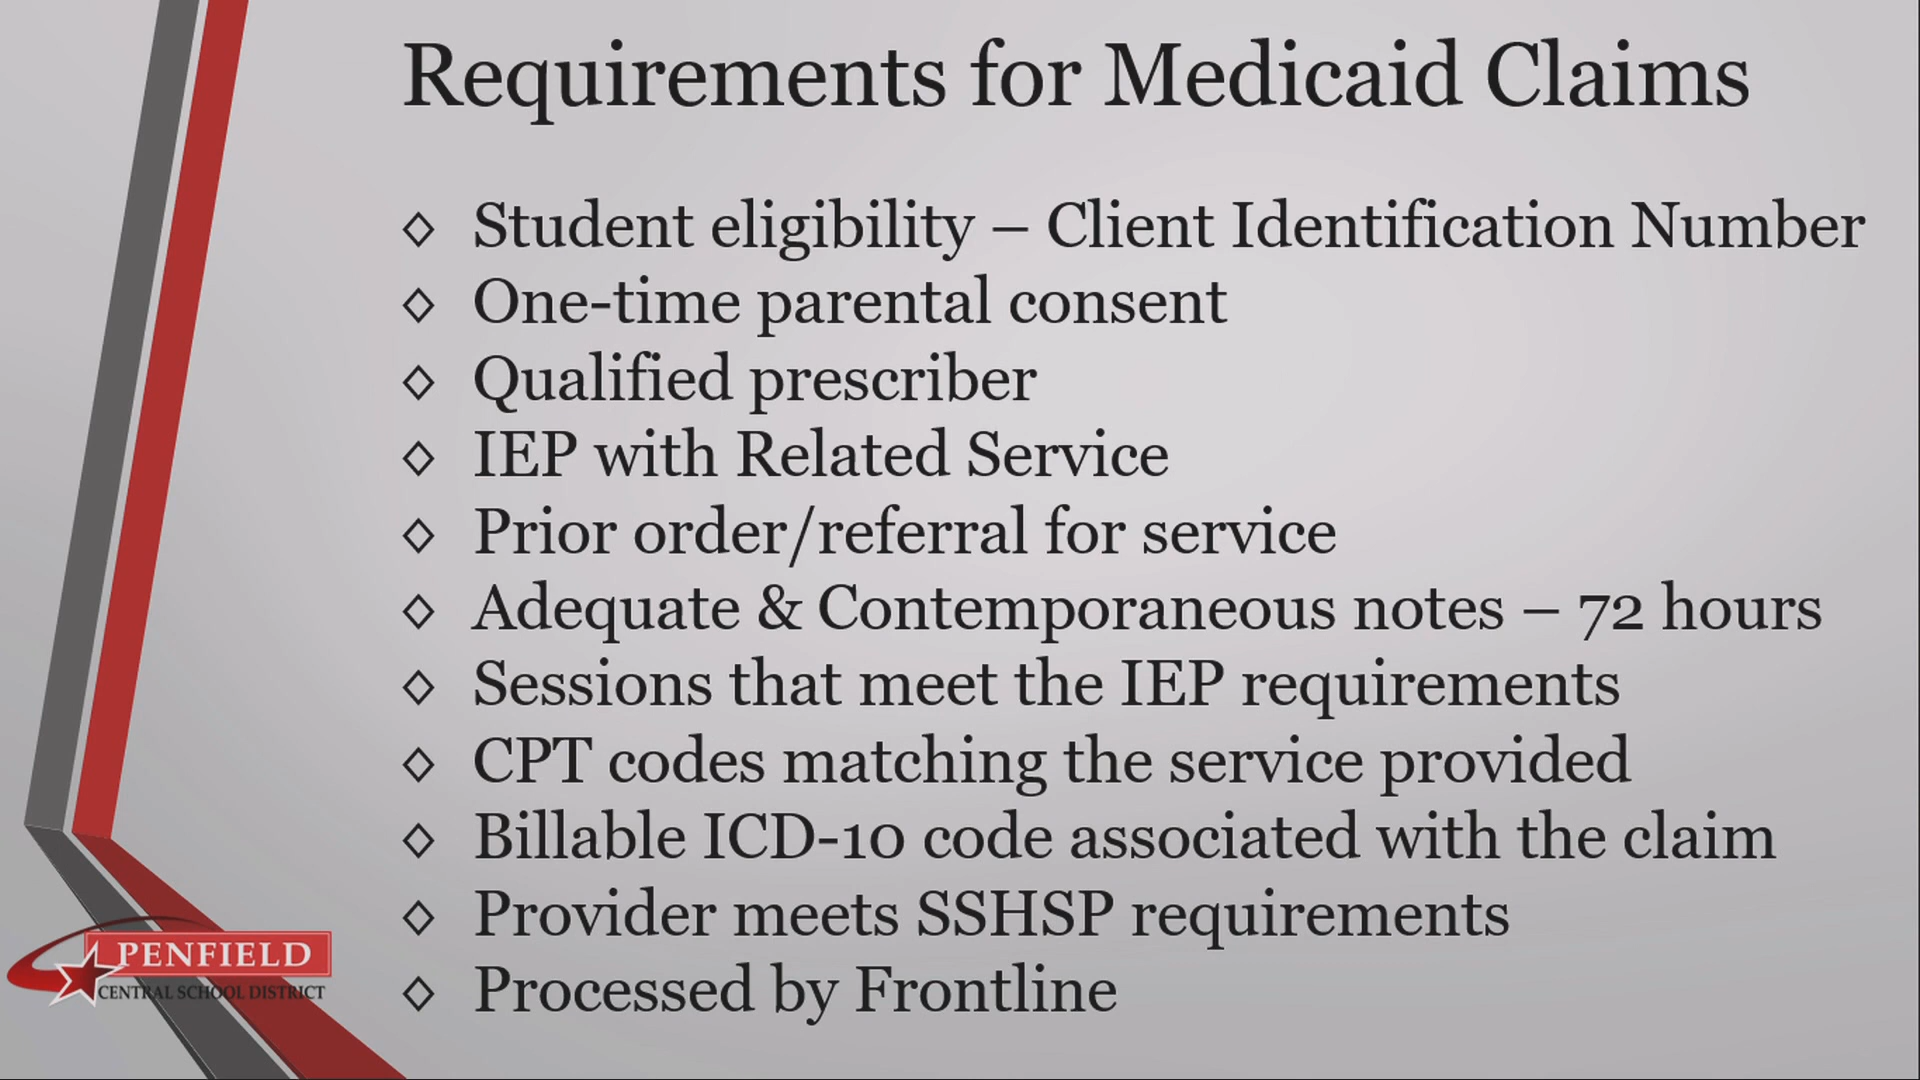 Requirements for Medicaid Claims
◇ Student eligibility – Client Identification Number
◇ One-time parental consent
◇ Qualified prescriber
◇ IEP with Related Service
◇ Prior order/referral for service
◇ Adequate & Contemporaneous notes – 72 hours
◇ Sessions that meet the IEP requirements
◇ CPT codes matching the service provided
◇ Billable ICD-10 code associated with the claim
◇ Provider meets SSHSP requirements
◇ Processed by Frontline
PENFIELD
CENTRAL SCHOOL DISTRICT